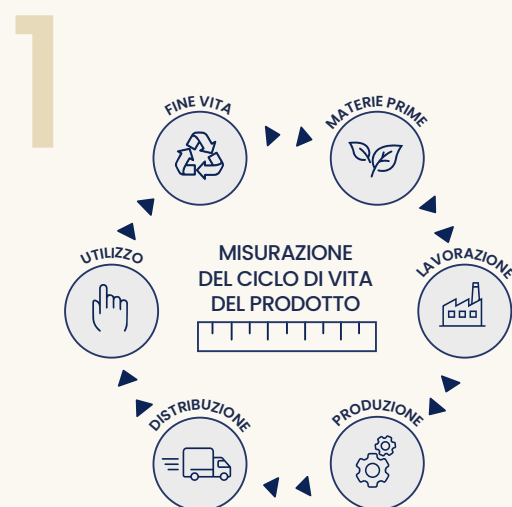 1
FINE VITA
MATERIE PRIME
UTILIZZO
LAVORAZIONE
MISURAZIONE
DEL CICLO DI VITA
DEL PRODOTTO
DISTRIBUZIONE
PRODUZIONE